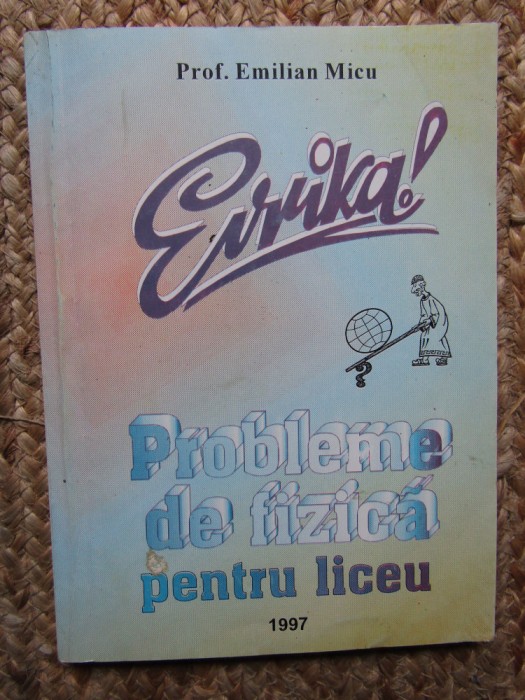 Prof. Emilian Micu
Evrika!
?
Probleme
de fizică
pentru liceu
1997